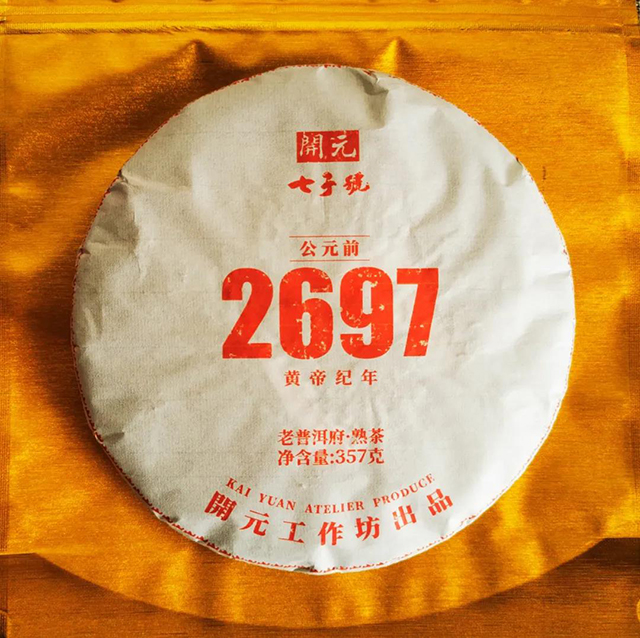 開元
七子號
公元前
2697
黄帝纪年
老普洱府·熟茶
净含量:357克
KAI YUAN ATELIER PRODUCE
開元工作坊出品